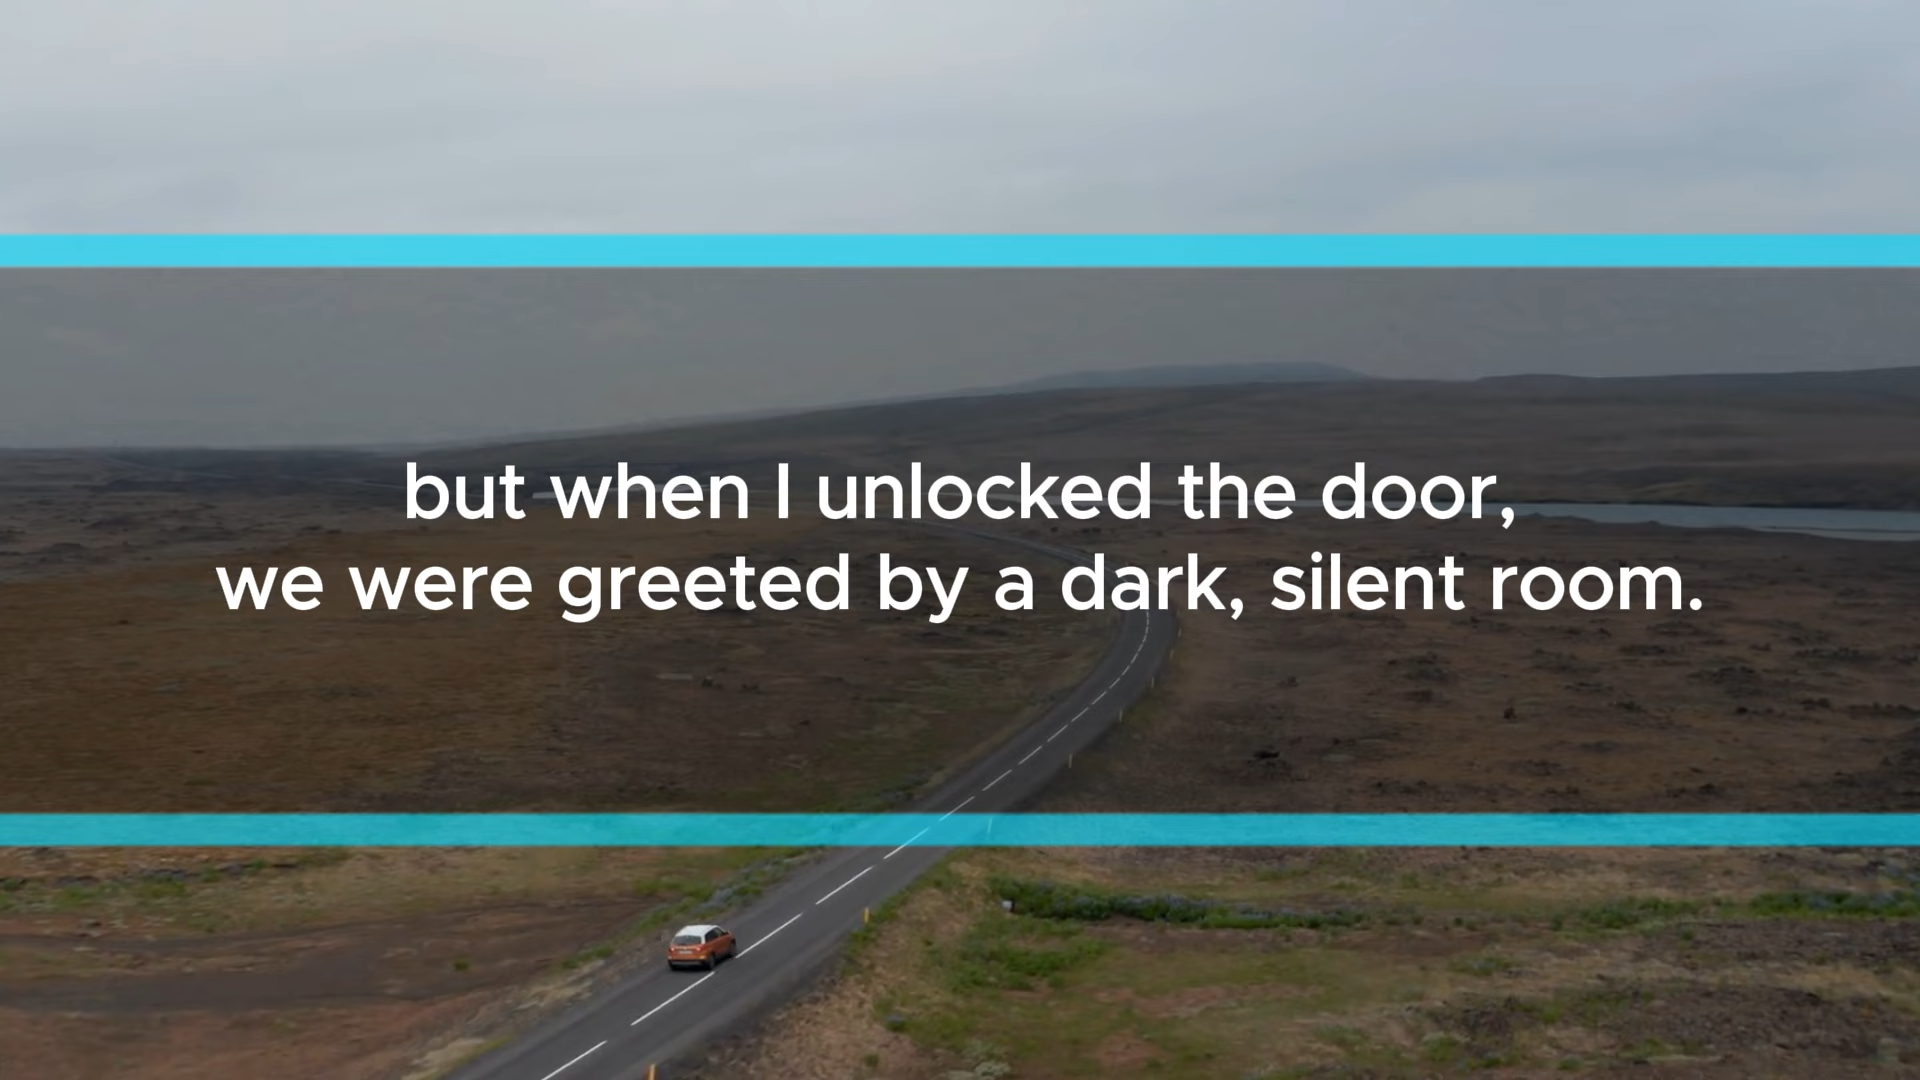 but when I unlocked the door,
we were greeted by a dark, silent room.